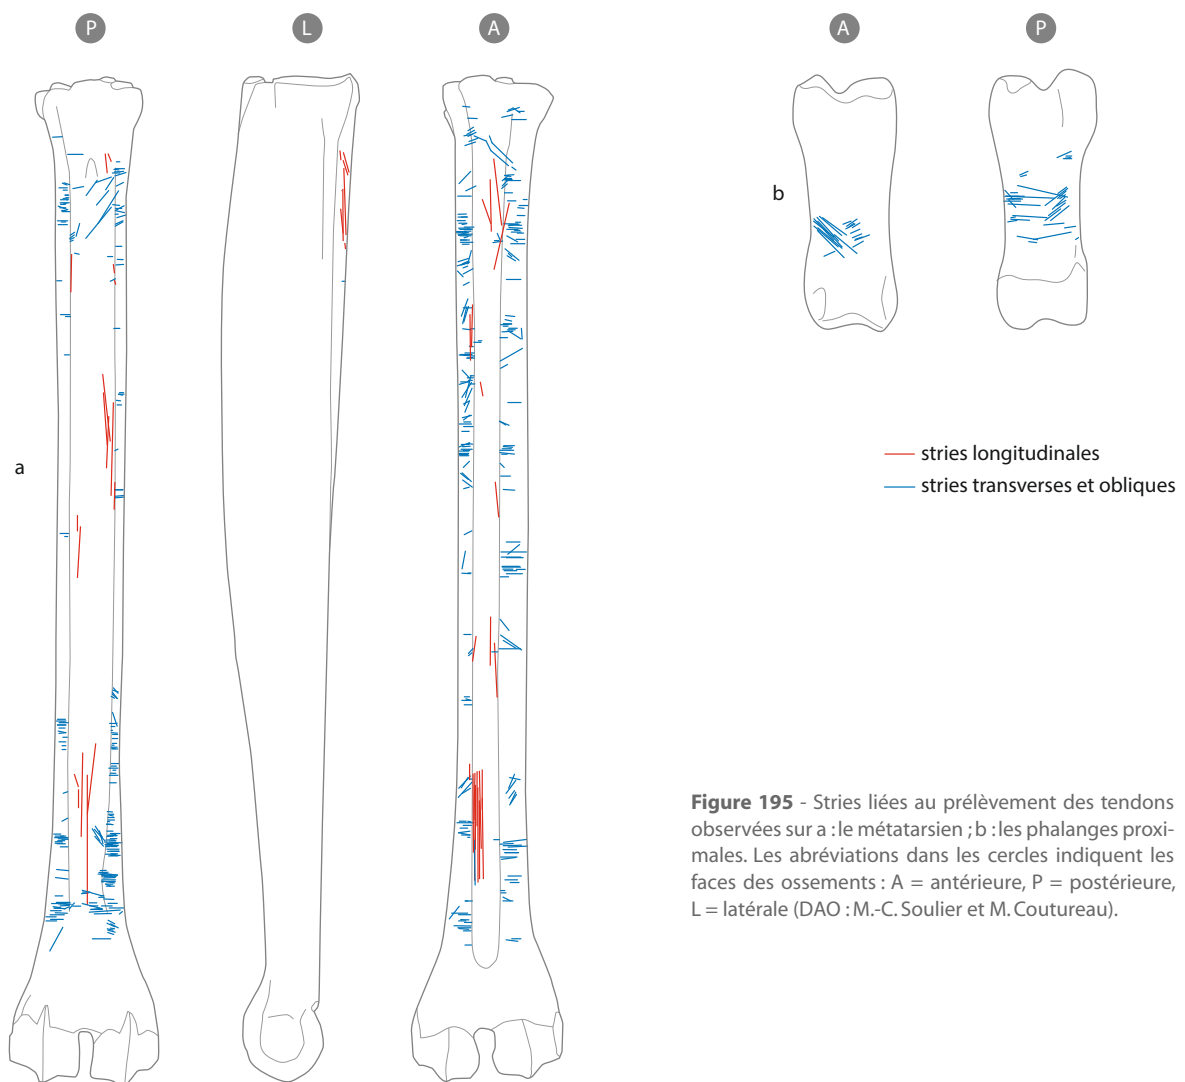 P
L
A
A
P
b
a
stries longitudinales
stries transverses et obliques
Figure 195 - Stries liées au prélèvement des tendons
observées sur a : le métatarsien ; b : les phalanges proxi-
males. Les abréviations dans les cercles indiquent les
faces des ossements : A = antérieure, P = postérieure,
L = latérale (DAO : M.-C. Soulier et M. Coutureau).